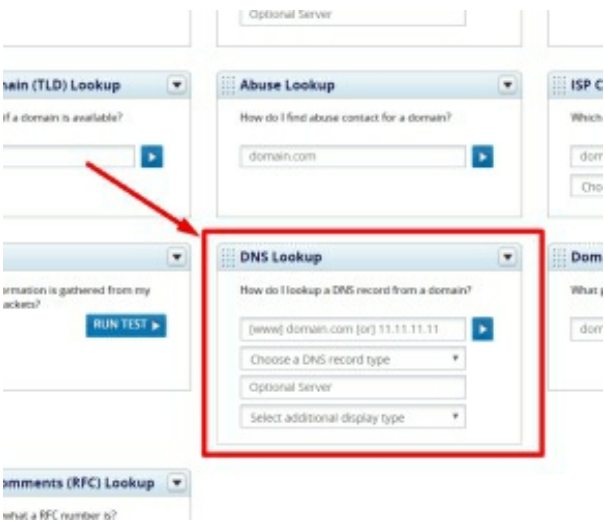 Optional Server
main (TLD) Lookup
Abuse Lookup
ISP C
if a domain is available?
How do I find abuse contact for a domain?
Which
domain.com
dom
Cho
DNS Lookup
Dom
ormation is gathered from my
ackets?
How do I lookup a DNS record from a domain?
What p
RUN TEST
[www] domain.com [or] 11.11.11.11
dom
Choose a DNS record type
Optional Server
Select additional display type
omments (RFC) Lookup
what a RFC number is?